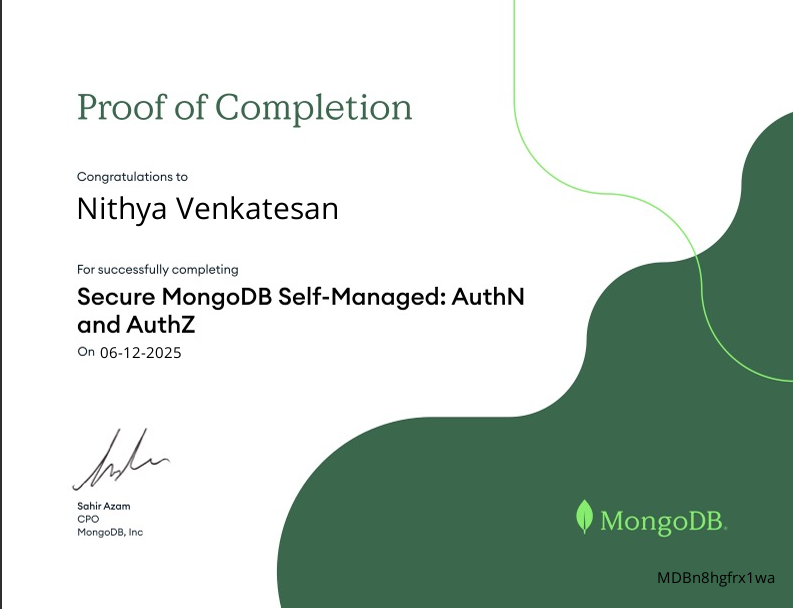 Proof of Completion
Congratulations to
Nithya Venkatesan
For successfully completing
Secure MongoDB Self-Managed: AuthN
and AuthZ
On 06-12-2025
Sahir Azam
CPO
MongoDB, Inc
MongoDB.
MDBn8hgfrx1wa